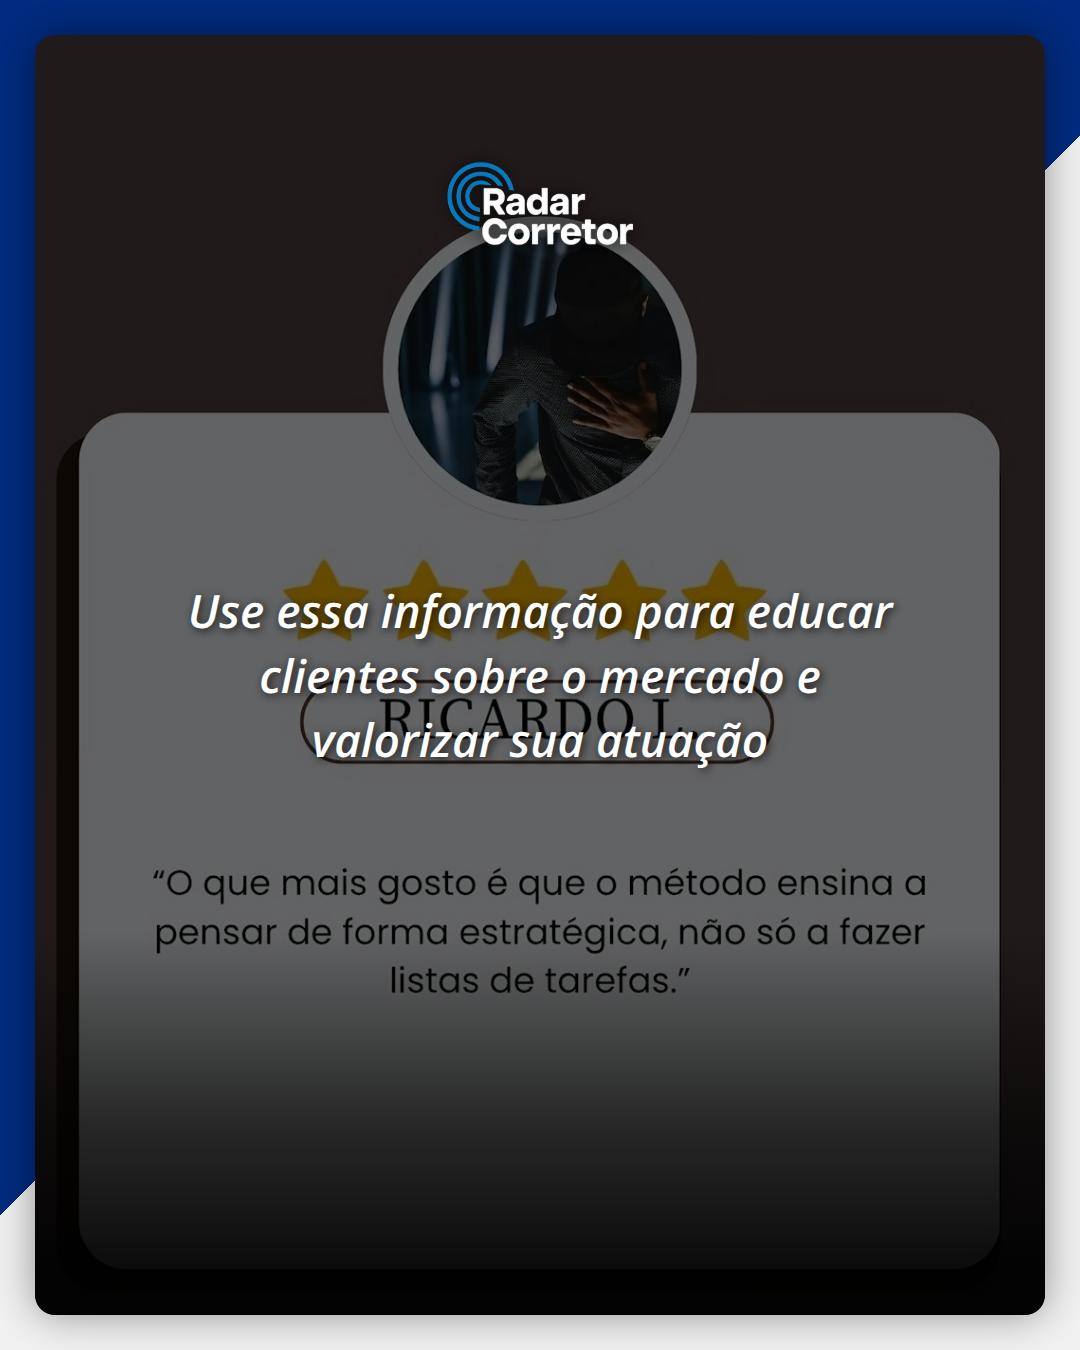 Radar
Corretor
Use essa informação para educar
clientes sobre o mercado e
RICARDO L.
valorizar sua atuação
“O que mais gosto é que o método ensina a
pensar de forma estratégica, não só a fazer
listas de tarefas.”